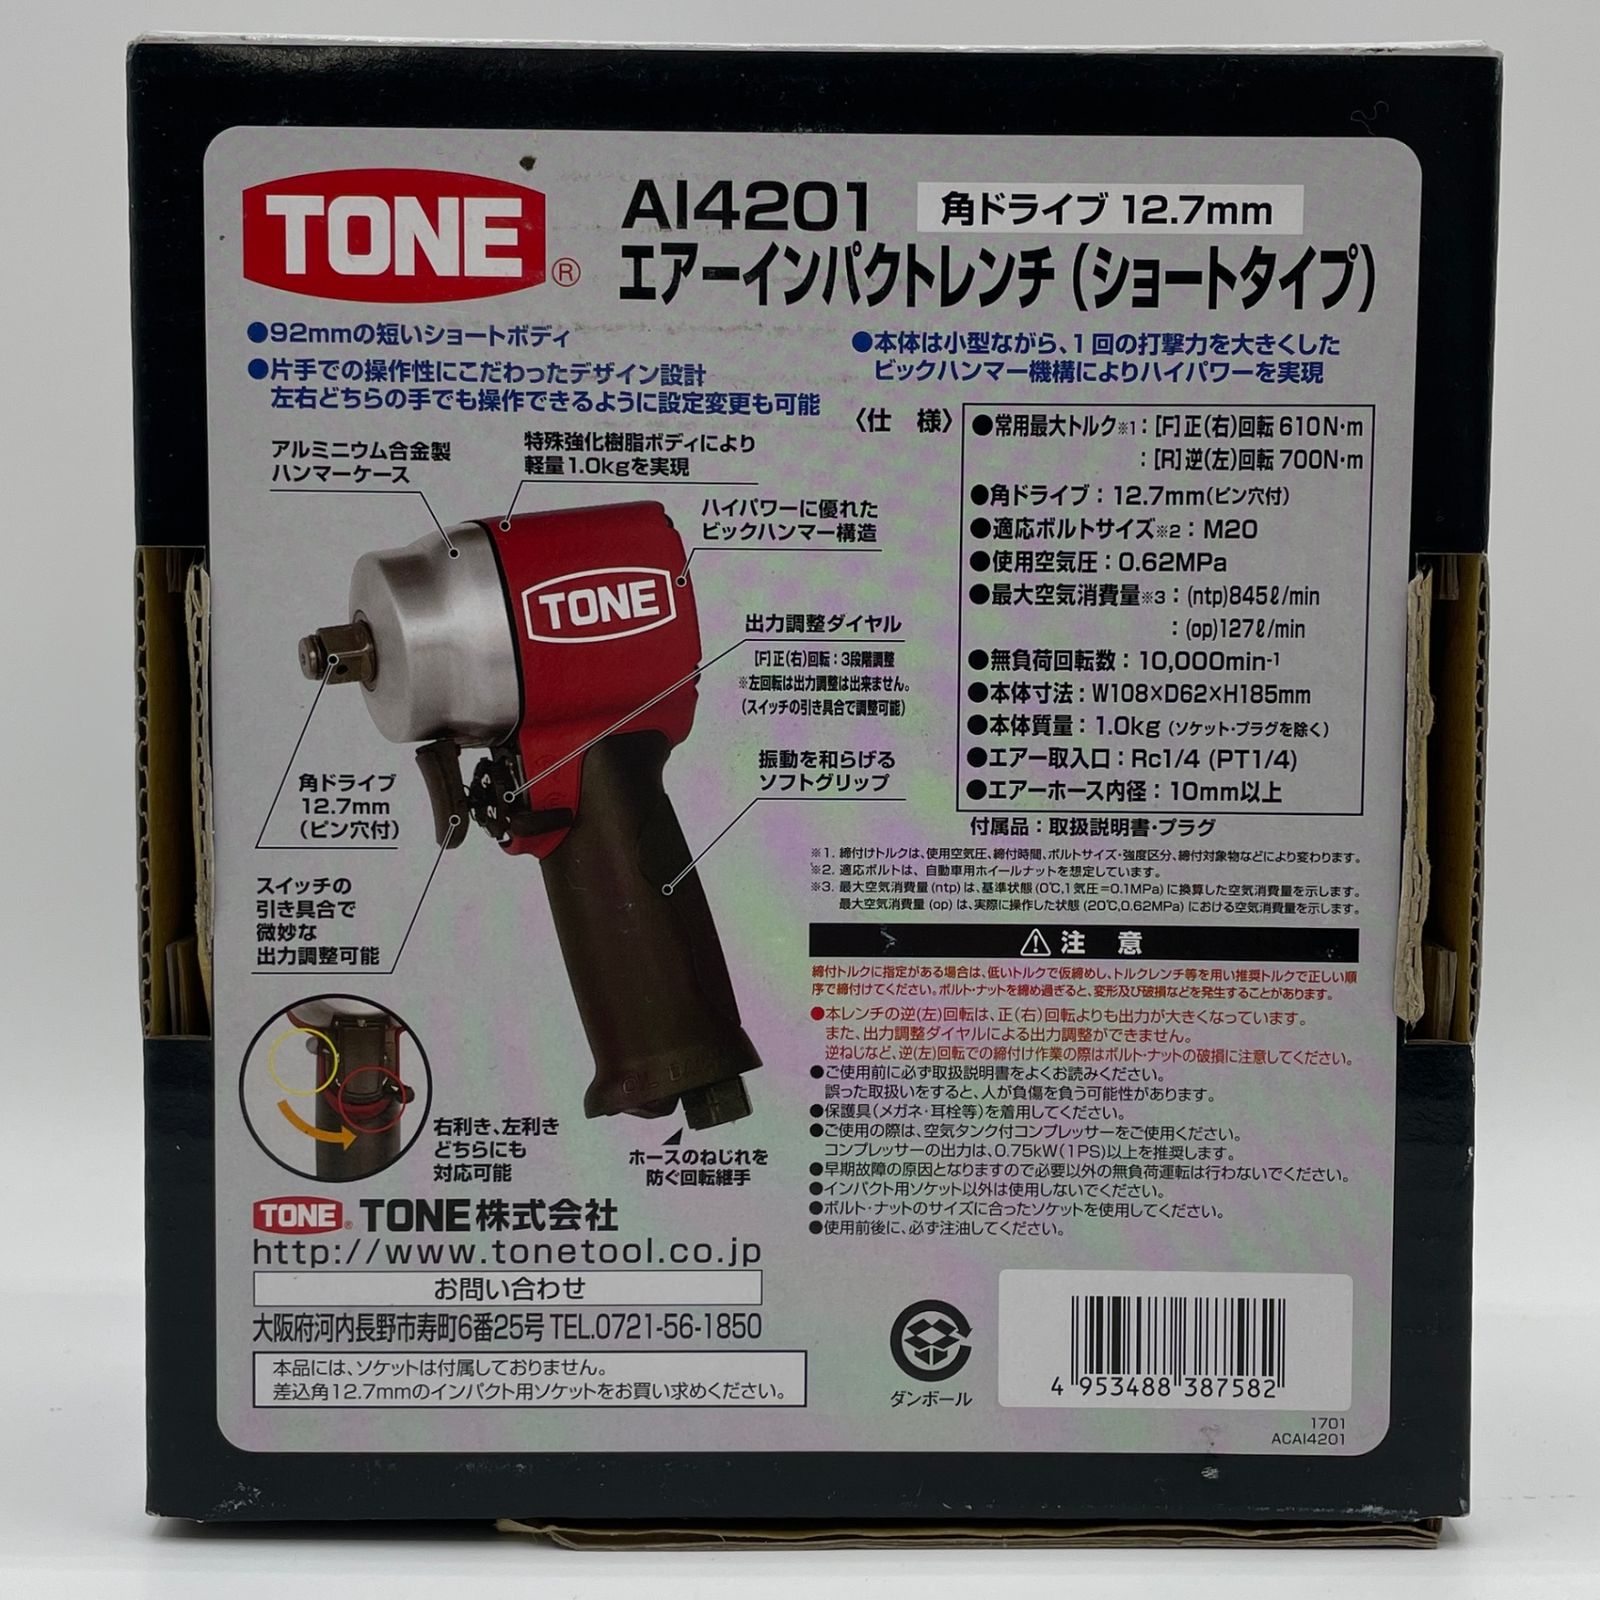 TONE®
AI4201 角ドライブ 12.7mm
エアーインパクトレンチ(ショートタイプ)
●92mmの短いショートボディ
●片手での操作性にこだわったデザイン設計
左右どちらの手でも操作できるように設定変更も可能
●本体は小型ながら、1回の打撃力を大きくした
ビックハンマー機構によりハイパワーを実現
アルミニウム合金製
ハンマーケース
特殊強化樹脂ボディにより
軽量1.0kgを実現
ハイパワーに優れた
ビックハンマー構造
TONE
出力調整ダイヤル
[F]正(右)回転:3段階調整
※左回転は出力調整は出来ません。
(スイッチの引き具合で調整可能)
振動を和らげる
ソフトグリップ
角ドライブ
12.7mm
(ピン穴付)
スイッチの
引き具合で
微妙な
出力調整可能
右利き、左利き
どちらにも
対応可能
ホースのねじれを
防ぐ回転継手
〈仕 様〉
●常用最大トルク※1:[F]正(右)回転 610N・m
:[R]逆(左)回転 700N・m
●角ドライブ:12.7mm(ピン穴付)
●適応ボルトサイズ※2:M20
●使用空気圧:0.62MPa
●最大空気消費量※3:(ntp)845ℓ/min
:(op)127ℓ/min
●無負荷回転数:10,000min-1
●本体寸法:W108×D62×H185mm
●本体質量:1.0kg(ソケット・プラグを除く)
●エアー取入口:Rc1/4 (PT1/4)
●エアーホース内径:10mm以上
付属品:取扱説明書・プラグ
※1. 締付けトルクは、使用空気圧、締付時間、ボルトサイズ・強度区分、締付対象物などにより変わります。
※2. 適応ボルトは、自動車用ホイールナットを想定しています。
※3. 最大空気消費量(ntp)は、基準状態(0℃,1気圧=0.1MPa)に換算した空気消費量を示します。
最大空気消費量(op)は、実際に操作した状態(20℃,0.62MPa)における空気消費量を示します。
⚠注 意
締付トルクに指定がある場合は、低いトルクで仮締めし、トルクレンチ等を用い推奨トルクで正しい順
序で締付けてください。ボルト・ナットを締め過ぎると、変形及び破損などを発生することがあります。
●本レンチの逆(左)回転は、正(右)回転よりも出力が大きくなっています。
また、出力調整ダイヤルによる出力調整ができません。
逆ねじなど、逆(左)回転での締付け作業の際はボルト・ナットの破損に注意してください。
●ご使用前に必ず取扱説明書をよくお読みください。
誤った取扱いをすると、人が負傷を負う可能性があります。
●保護具(メガネ・耳栓等)を着用してください。
●ご使用の際は、空気タンク付コンプレッサーをご使用ください。
コンプレッサーの出力は、0.75kW(1PS)以上を推奨します。
●早期故障の原因となりますので必要以外の無負荷運転は行わないでください。
●インパクト用ソケット以外は使用しないでください。
●ボルト・ナットのサイズに合ったソケットを使用してください。
●使用前後に、必ず注油してください。
TONE® TONE株式会社
http://www.tonetool.co.jp
お問い合わせ
大阪府河内長野市寿町6番25号 TEL.0721-56-1850
本品には、ソケットは付属しておりません。
差込角12.7mmのインパクト用ソケットをお買い求めください。
ダンボール
4 953488 387582
1701
ACAI4201